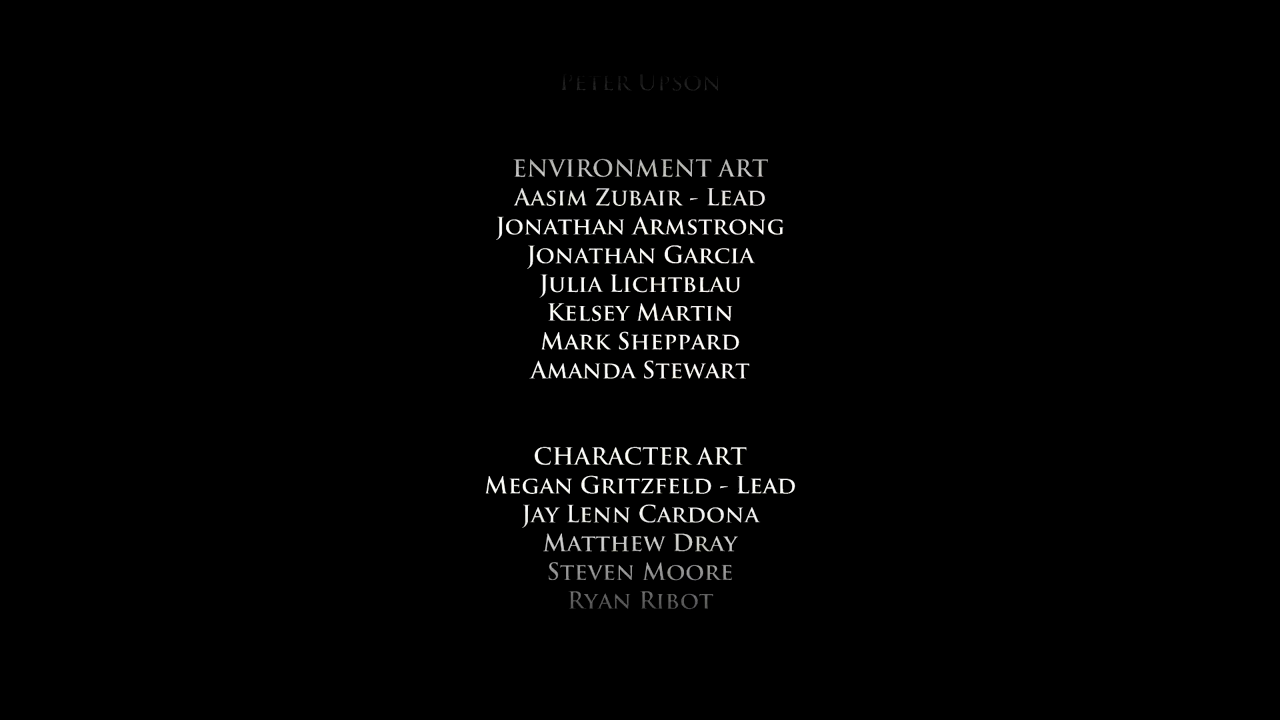 Peter Upson
ENVIRONMENT ART
Aasim Zubair - Lead
Jonathan Armstrong
Jonathan Garcia
Julia Lichtblau
Kelsey Martin
Mark Sheppard
Amanda Stewart
CHARACTER ART
Megan Gritzfeld - Lead
Jay Lenn Cardona
Matthew Dray
Steven Moore
Ryan Ribot